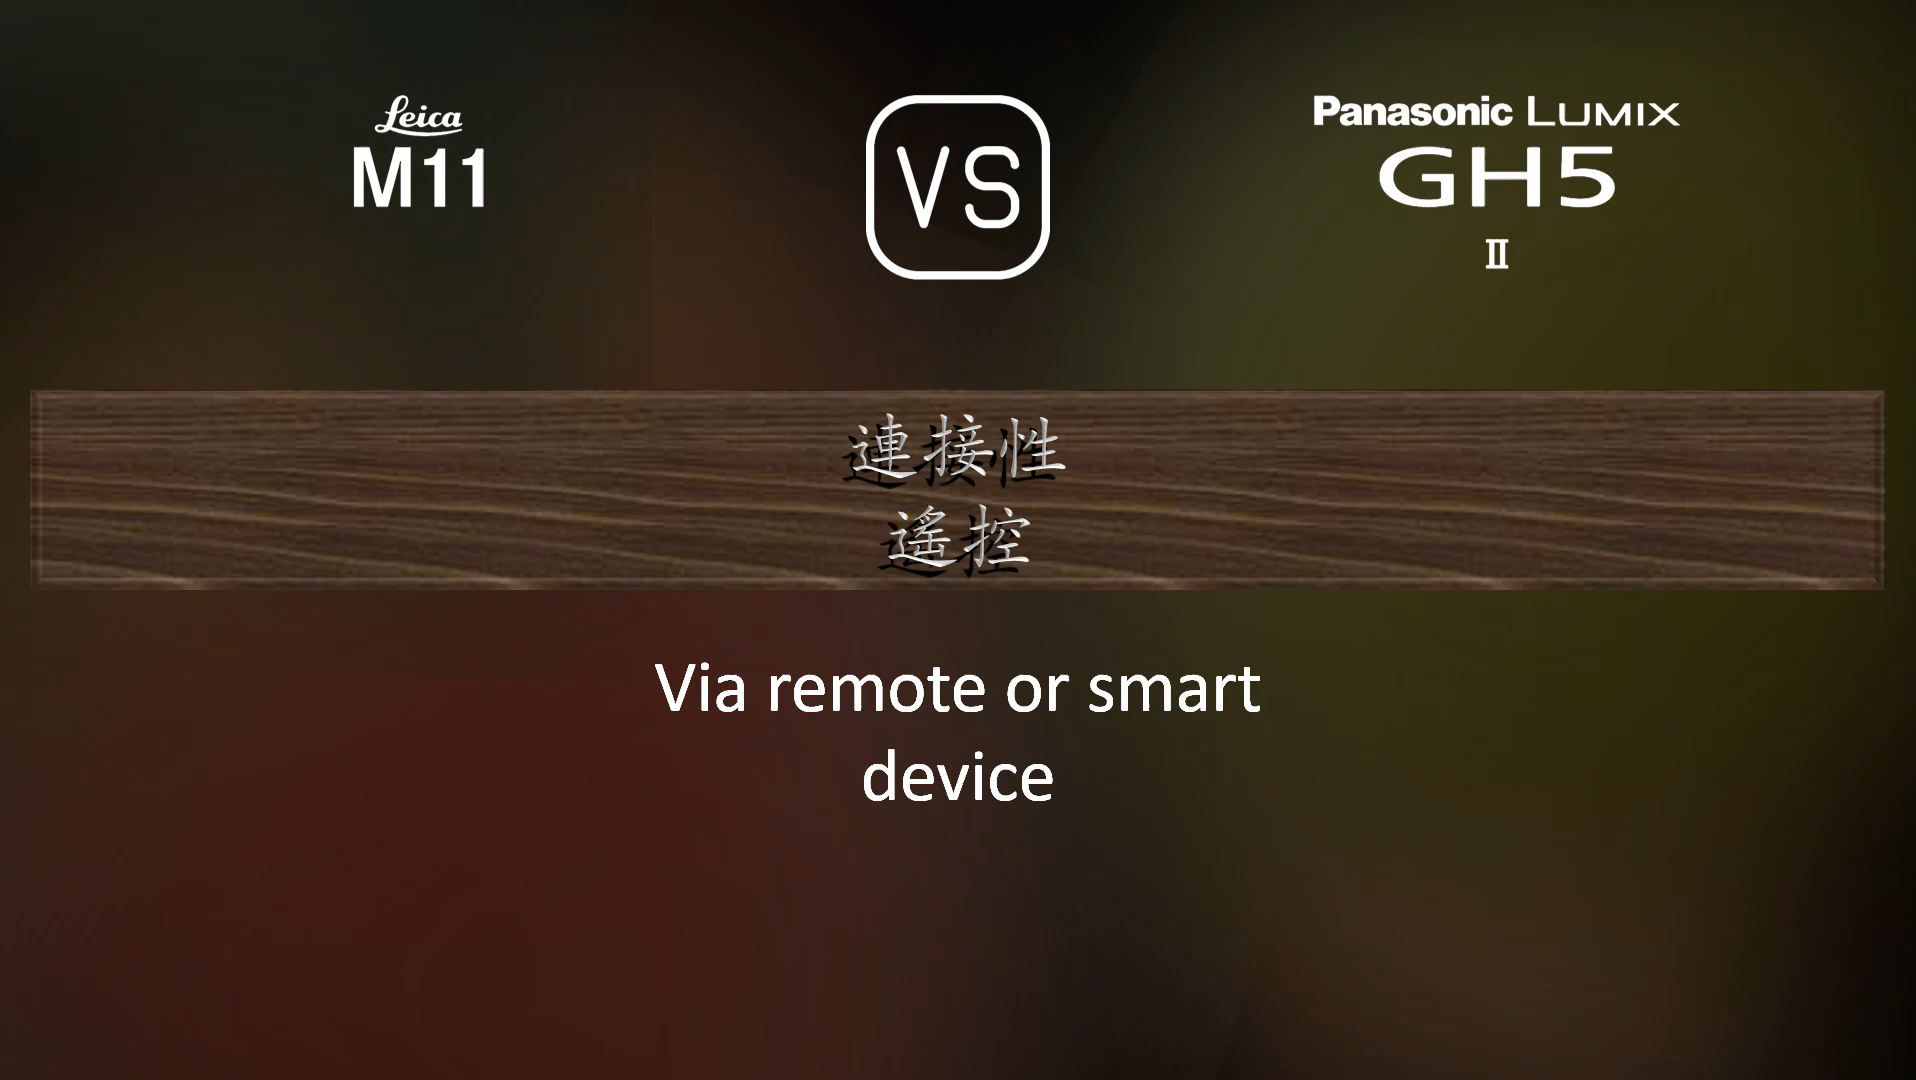 Leica
M11
VS
Panasonic LUMIX
GH5
II
連接性
遙控
Via remote or smart
device